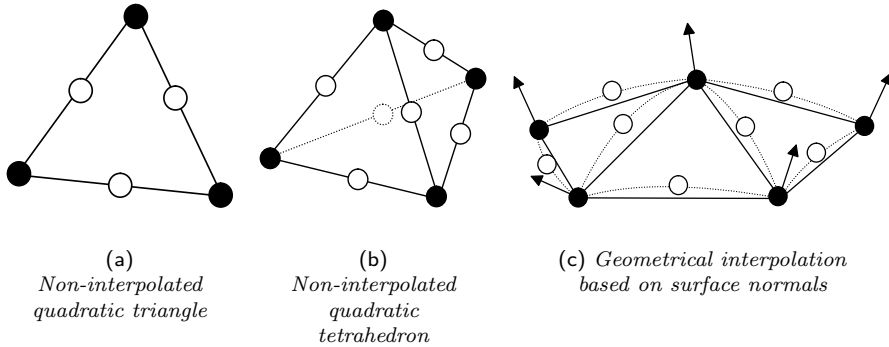 (a)
Non-interpolated
quadratic triangle
(b)
Non-interpolated
quadratic
tetrahedron
(c) Geometrical interpolation
based on surface normals